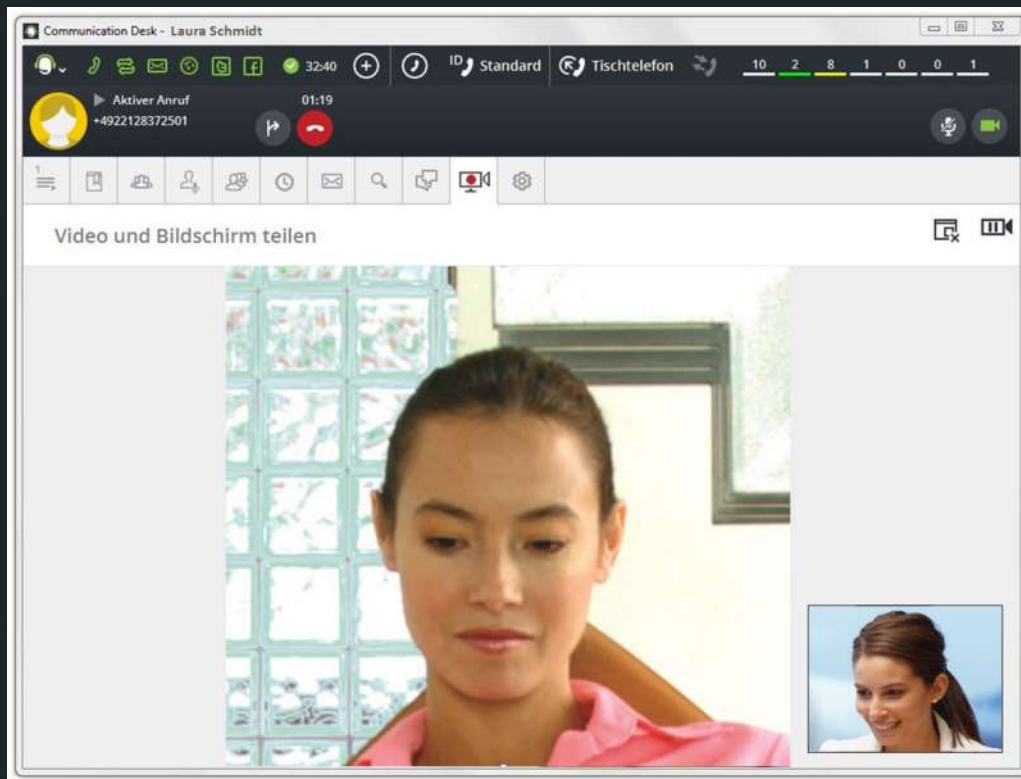 Communication Desk - Laura Schmidt
32:40 ID Standard Tischtelefon 10 2 8 1 0 0 1
Aktiver Anruf 01:19
+4922128372501
1
Video und Bildschirm teilen